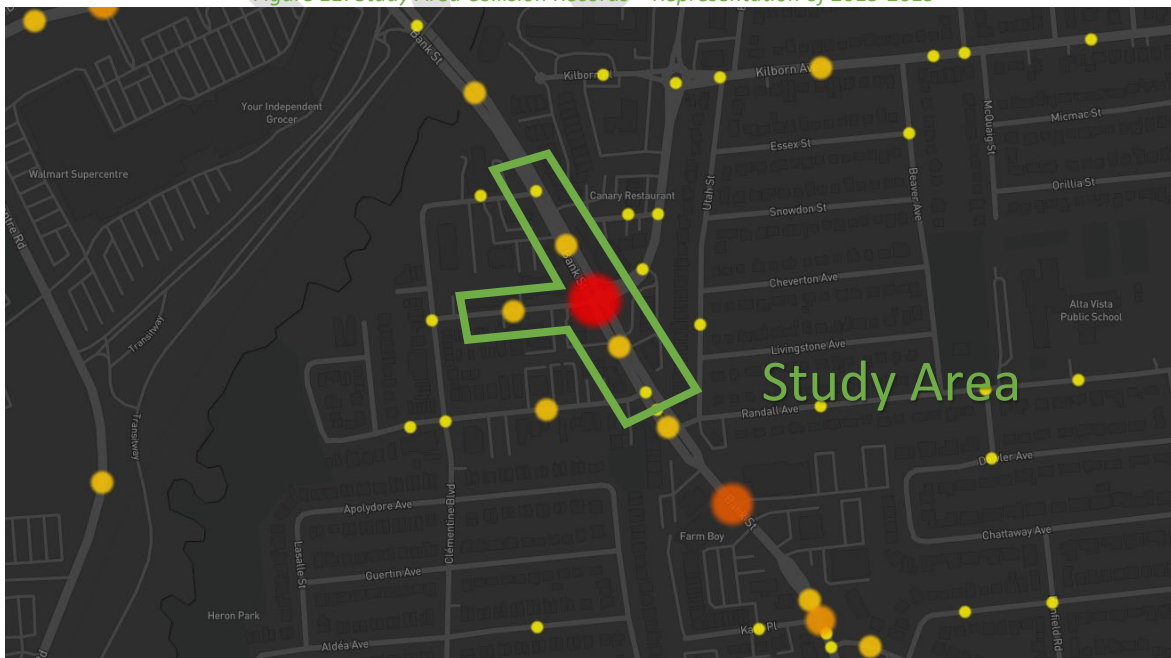 Bank St
Kilborn Ave
Your Independent
Grocer
McQuaig St
Micmac St
Essex St
Walmart Supercentre
Canary Restaurant
Utah St
Beaver Ave
Orillia St
Snowdon St
Cheverton Ave
Alta Vista
Public School
Transitway
Livingstone Ave
Study Area
Randall Ave
Transitway
Apolydore Ave
Clémentine Blvd
Chattaway Ave
Farm Boy
Lasalle St
Guertin Ave
Heron Park
Aldéa Ave